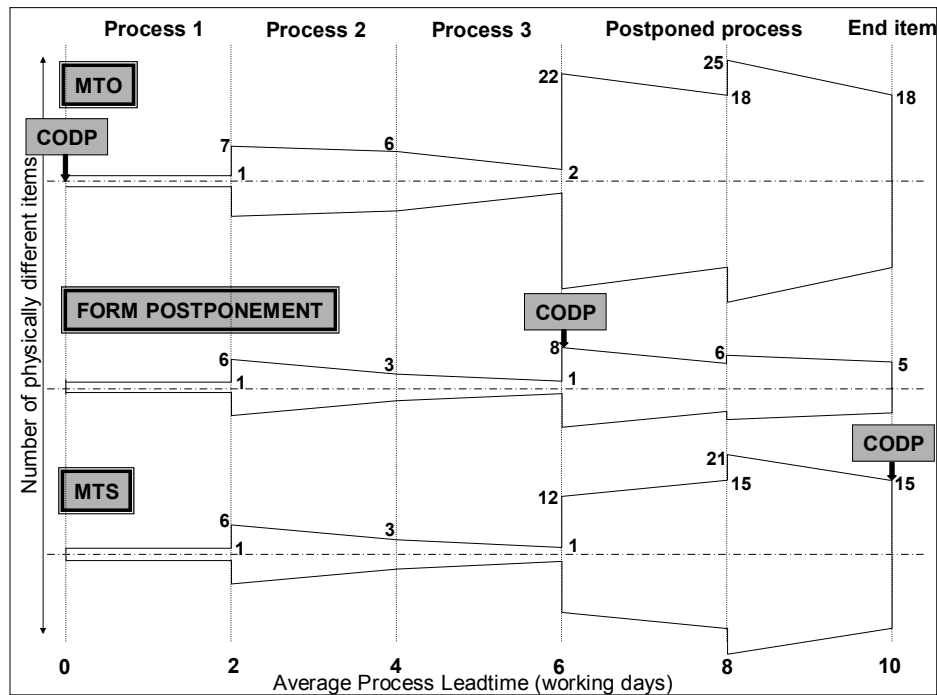 Process 1 Process 2 Process 3 Postponed process End item
MTO
CODP
22 25 18 18
7 6 1 2
Number of physically different items
FORM POSTPONEMENT
CODP
8 6 5
6 3 1 1
CODP
MTS
21
12 15 15
6 3 1 1
0 2 4 6 8 10
Average Process Leadtime (working days)